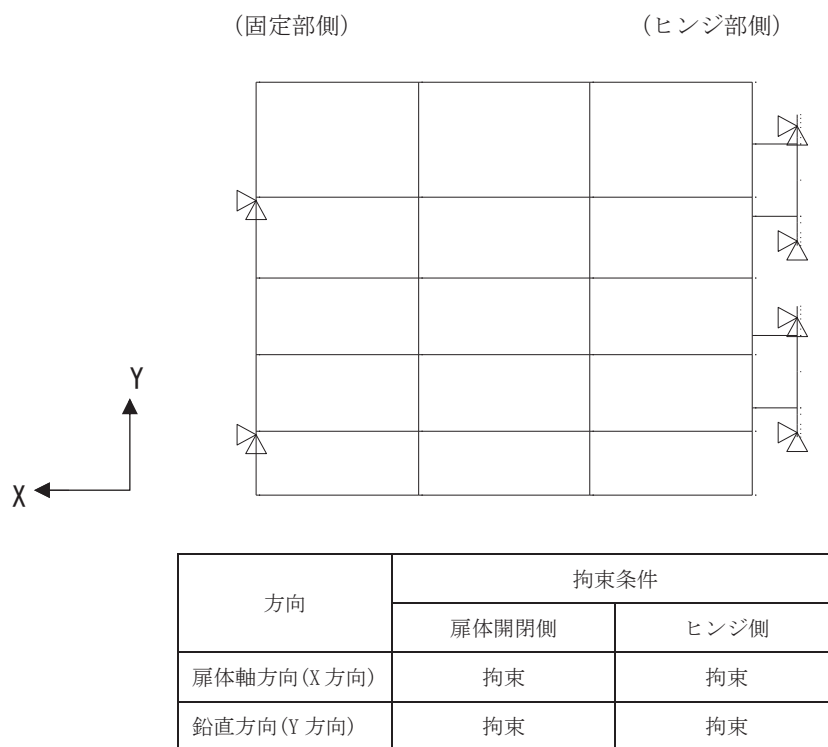 (固定部側)
(ヒンジ部側)
Y
X
方向
拘束条件
扉体開閉側
ヒンジ側
扉体軸方向(X方向)
拘束
拘束
鉛直方向(Y方向)
拘束
拘束